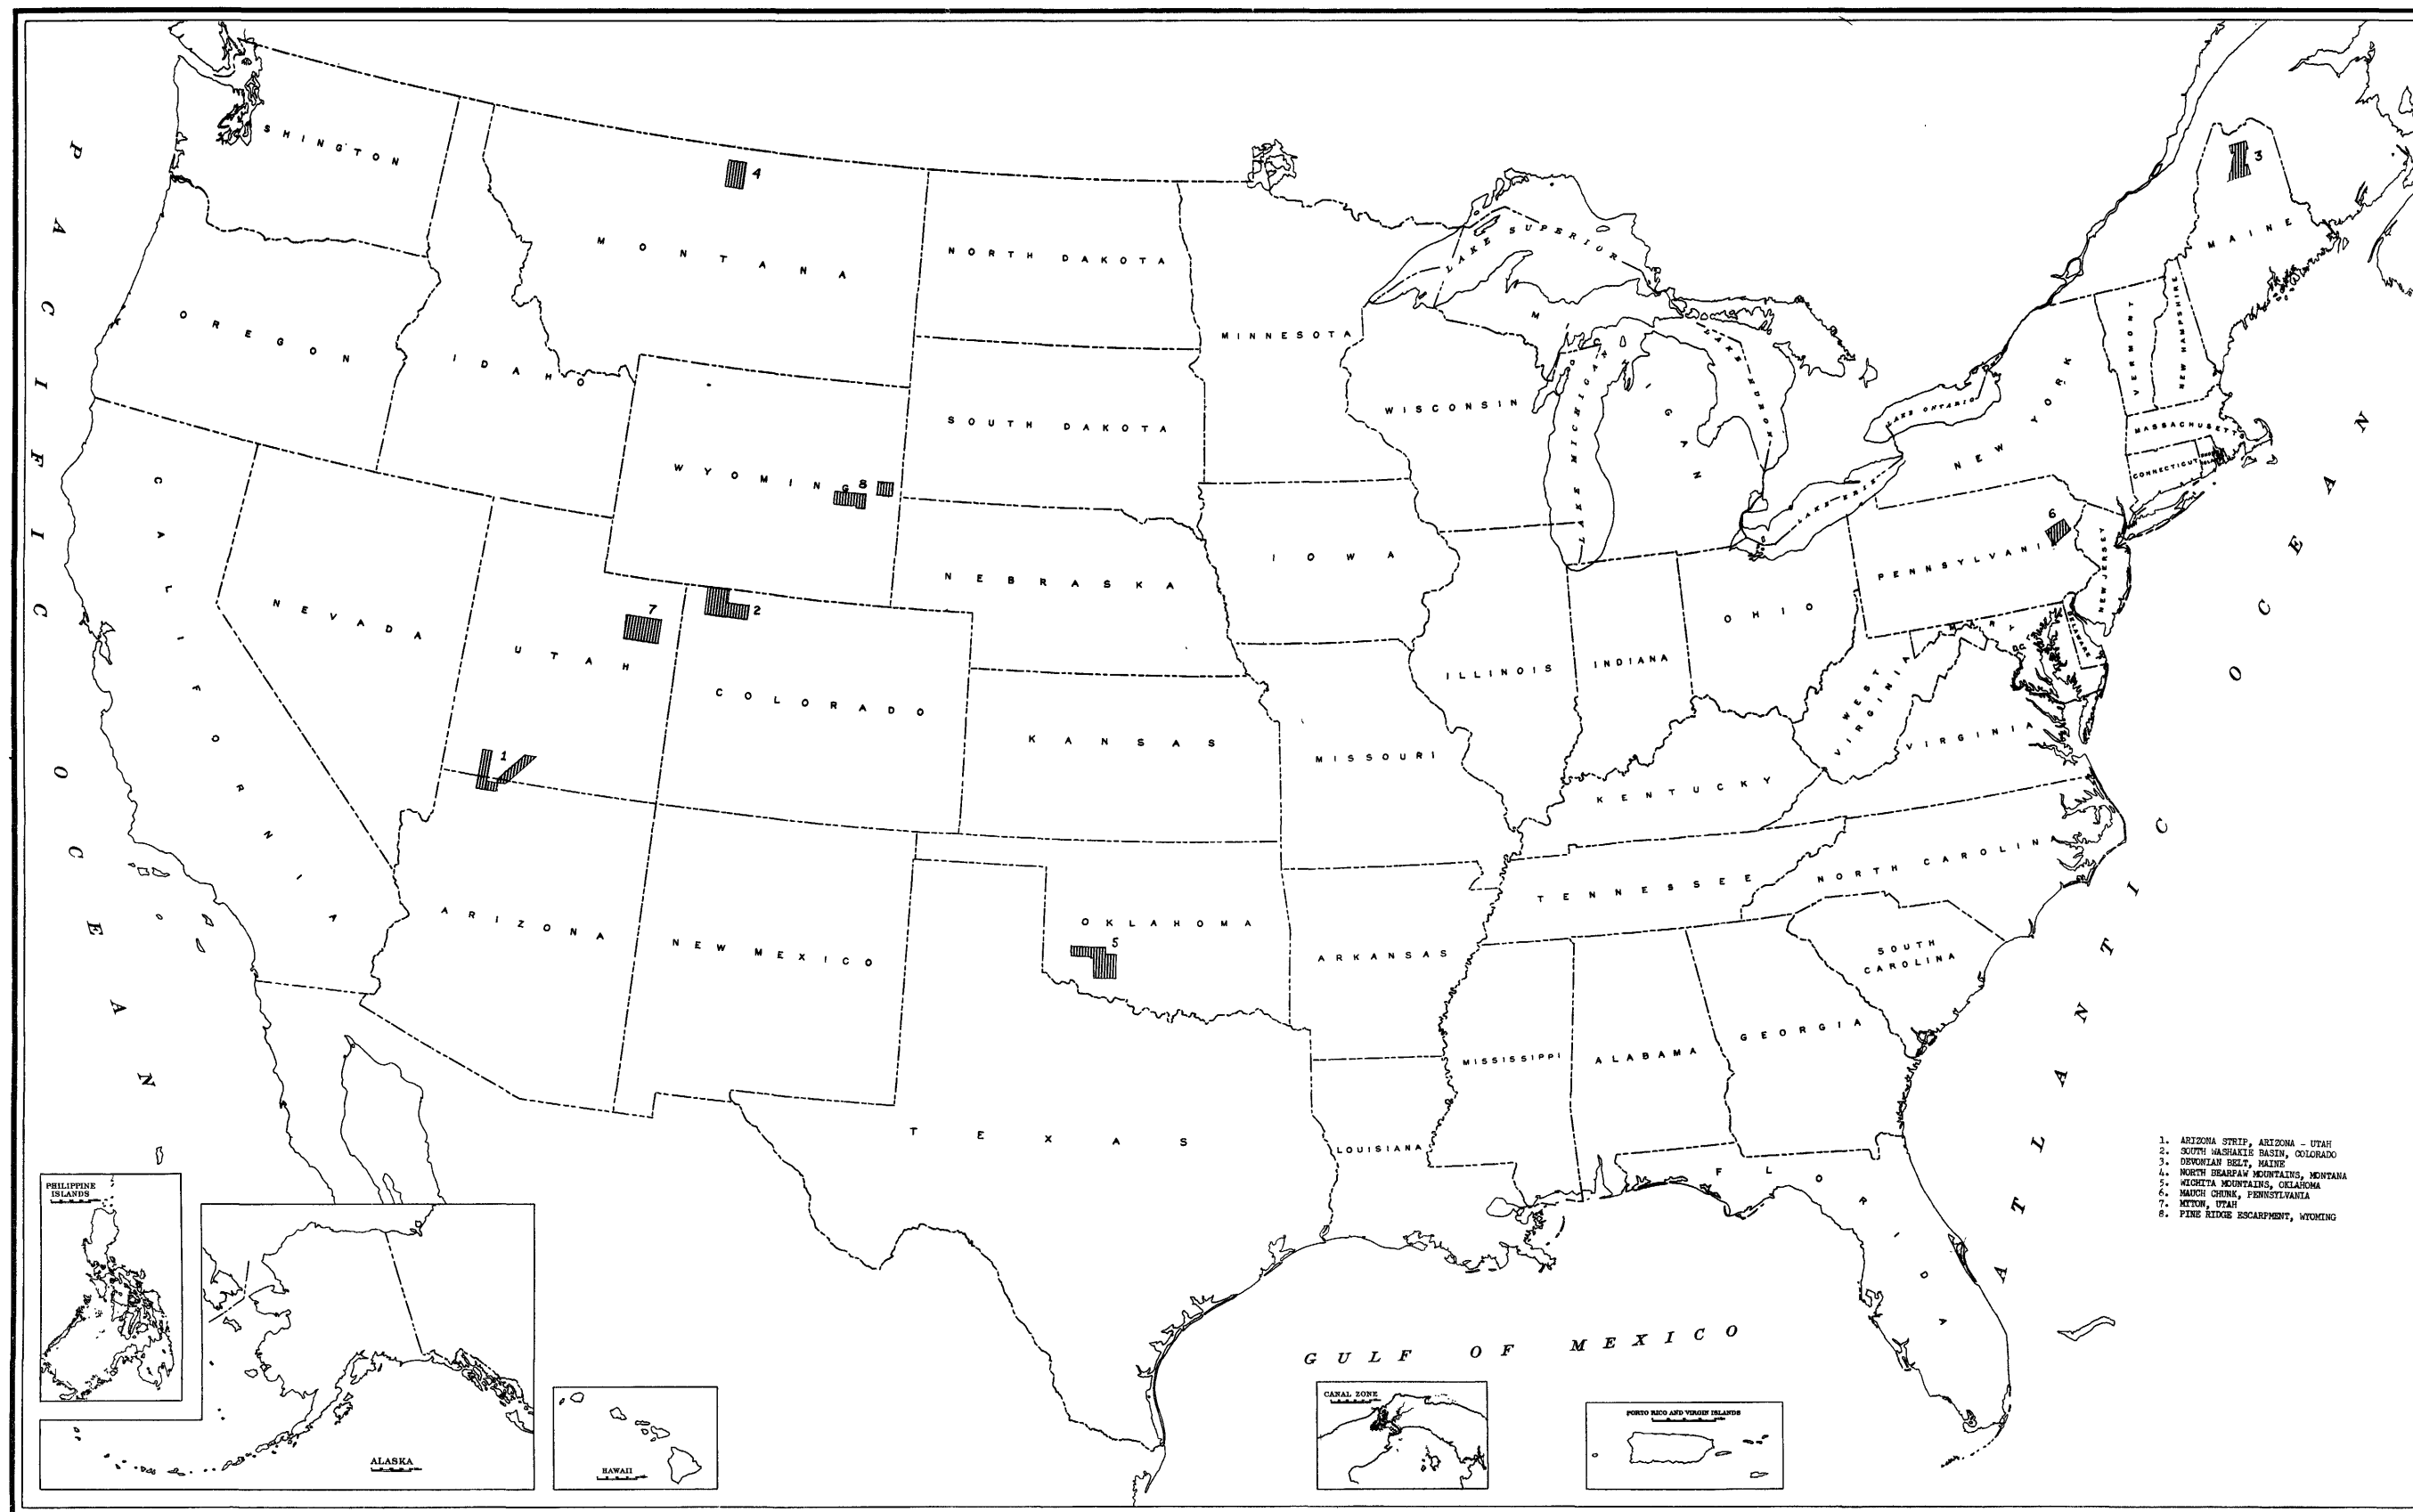 PACIFIC OCEAN
SHINGTON
OREGON
CALIFORNIA
NEVADA
IDAHO
MONTANA
4
WYOMING
8
UTAH
7
1
COLORADO
2
ARIZONA
NEW MEXICO
NORTH DAKOTA
SOUTH DAKOTA
NEBRASKA
KANSAS
OKLAHOMA
5
TEXAS
MINNESOTA
IOWA
MISSOURI
ARKANSAS
LOUISIANA
WISCONSIN
LAKE SUPERIOR
MICHIGAN
LAKE MICHIGAN
LAKE HURON
ILLINOIS
INDIANA
OHIO
KENTUCKY
TENNESSEE
MISSISSIPPI
ALABAMA
GEORGIA
FLORIDA
SOUTH
CAROLINA
NORTH CAROLINA
VIRGINIA
WEST
VIRGINIA
PENNSYLVANIA
6
LAKE ERIE
LAKE ONTARIO
NEW YORK
VERMONT
NEW HAMPSHIRE
MAINE
3
MASSACHUSETTS
CONNECTICUT
NEW JERSEY
DELAWARE
ATLANTIC OCEAN
GULF OF MEXICO
1. ARIZONA STRIP, ARIZONA - UTAH
2. SOUTH WASHAKIE BASIN, COLORADO
3. DEVONIAN BELT, MAINE
4. NORTH BEARPAW MOUNTAINS, MONTANA
5. WICHITA MOUNTAINS, OKLAHOMA
6. MAUCH CHUNK, PENNSYLVANIA
7. MYTON, UTAH
8. PINE RIDGE ESCARPMENT, WYOMING
PHILIPPINE
ISLANDS
ALASKA
HAWAII
CANAL ZONE
PORTO RICO AND VIRGIN ISLANDS